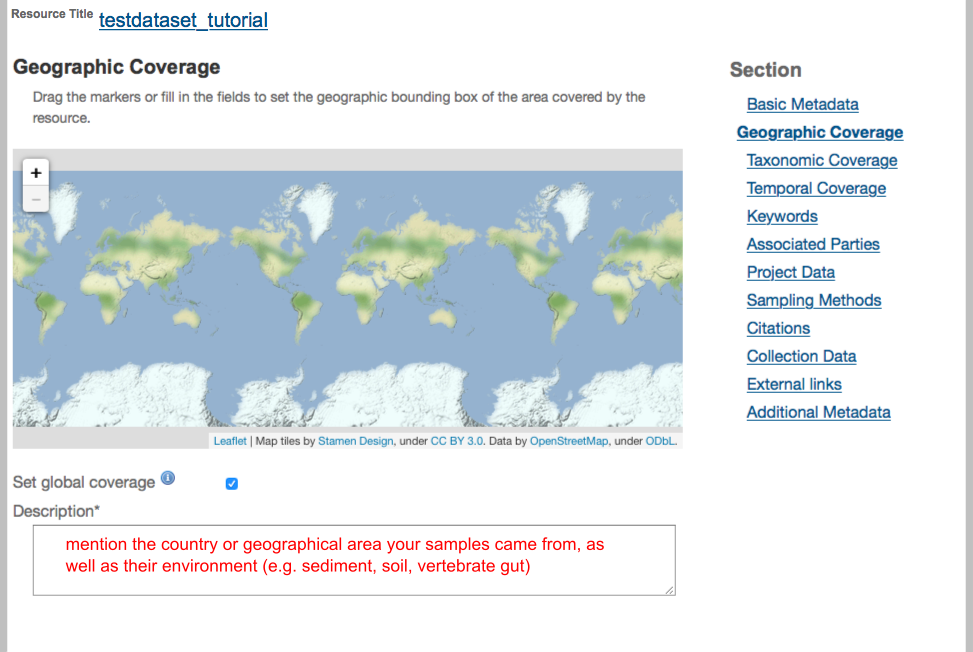 Resource Title testdataset_tutorial
Geographic Coverage
Drag the markers or fill in the fields to set the geographic bounding box of the area covered by the
resource.
+
−
Leaflet | Map tiles by Stamen Design, under CC BY 3.0. Data by OpenStreetMap, under ODbL.
Set global coverage i
Description*
mention the country or geographical area your samples came from, as
well as their environment (e.g. sediment, soil, vertebrate gut)
Section
Basic Metadata
Geographic Coverage
Taxonomic Coverage
Temporal Coverage
Keywords
Associated Parties
Project Data
Sampling Methods
Citations
Collection Data
External links
Additional Metadata